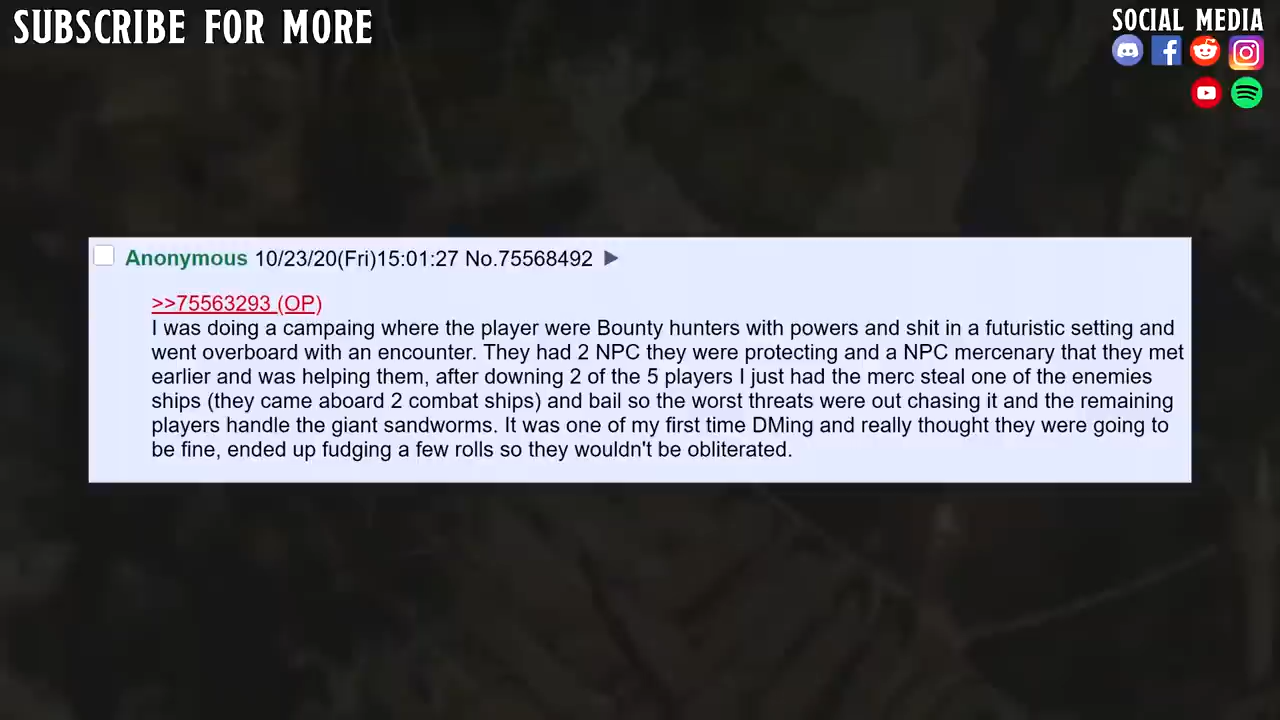 SUBSCRIBE FOR MORE
SOCIAL MEDIA
Anonymous 10/23/20(Fri)15:01:27 No.75568492 ▶
>>75563293 (OP)
I was doing a campaing where the player were Bounty hunters with powers and shit in a futuristic setting and
went overboard with an encounter. They had 2 NPC they were protecting and a NPC mercenary that they met
earlier and was helping them, after downing 2 of the 5 players I just had the merc steal one of the enemies
ships (they came aboard 2 combat ships) and bail so the worst threats were out chasing it and the remaining
players handle the giant sandworms. It was one of my first time DMing and really thought they were going to
be fine, ended up fudging a few rolls so they wouldn't be obliterated.